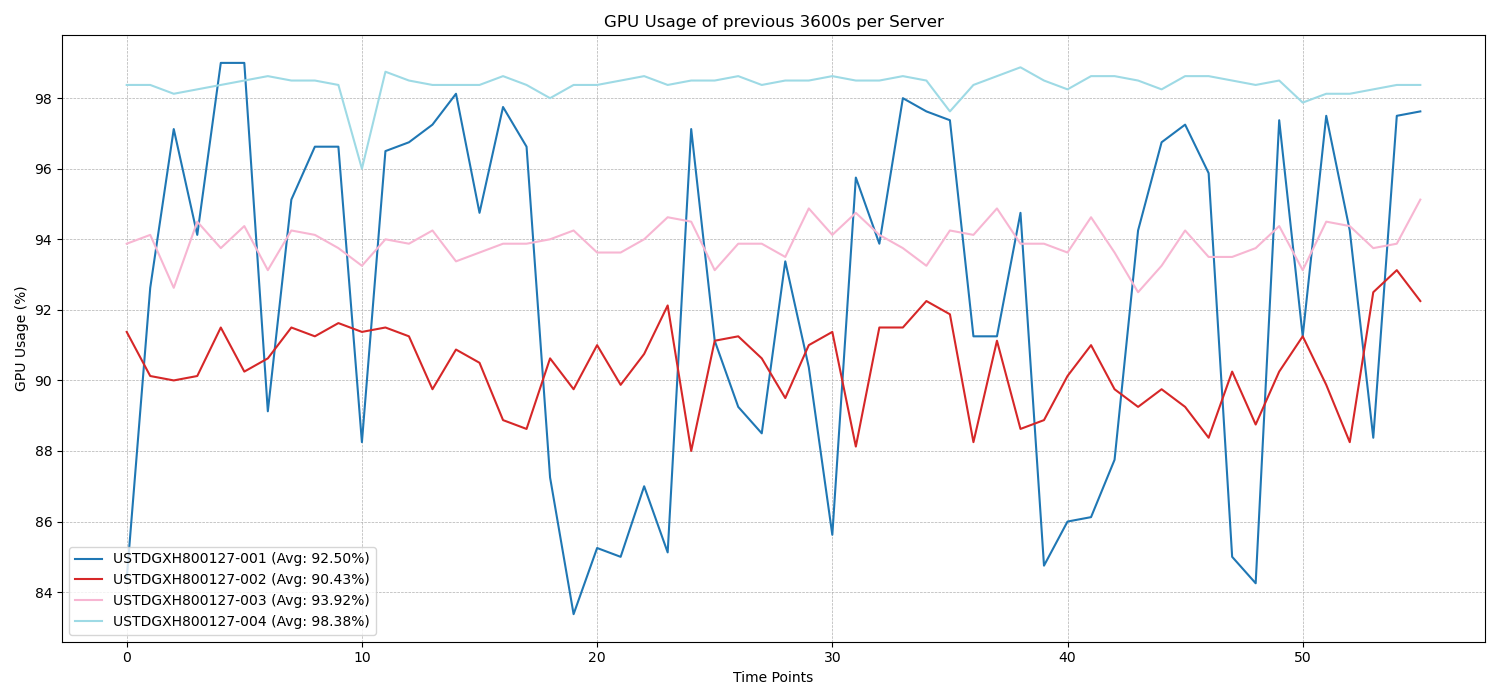 GPU Usage of previous 3600s per Server
GPU Usage (%)
98
96
94
92
90
88
86
84
USTDGXH800127-001 (Avg: 92.50%)
USTDGXH800127-002 (Avg: 90.43%)
USTDGXH800127-003 (Avg: 93.92%)
USTDGXH800127-004 (Avg: 98.38%)
0 10 20 30 40 50
Time Points